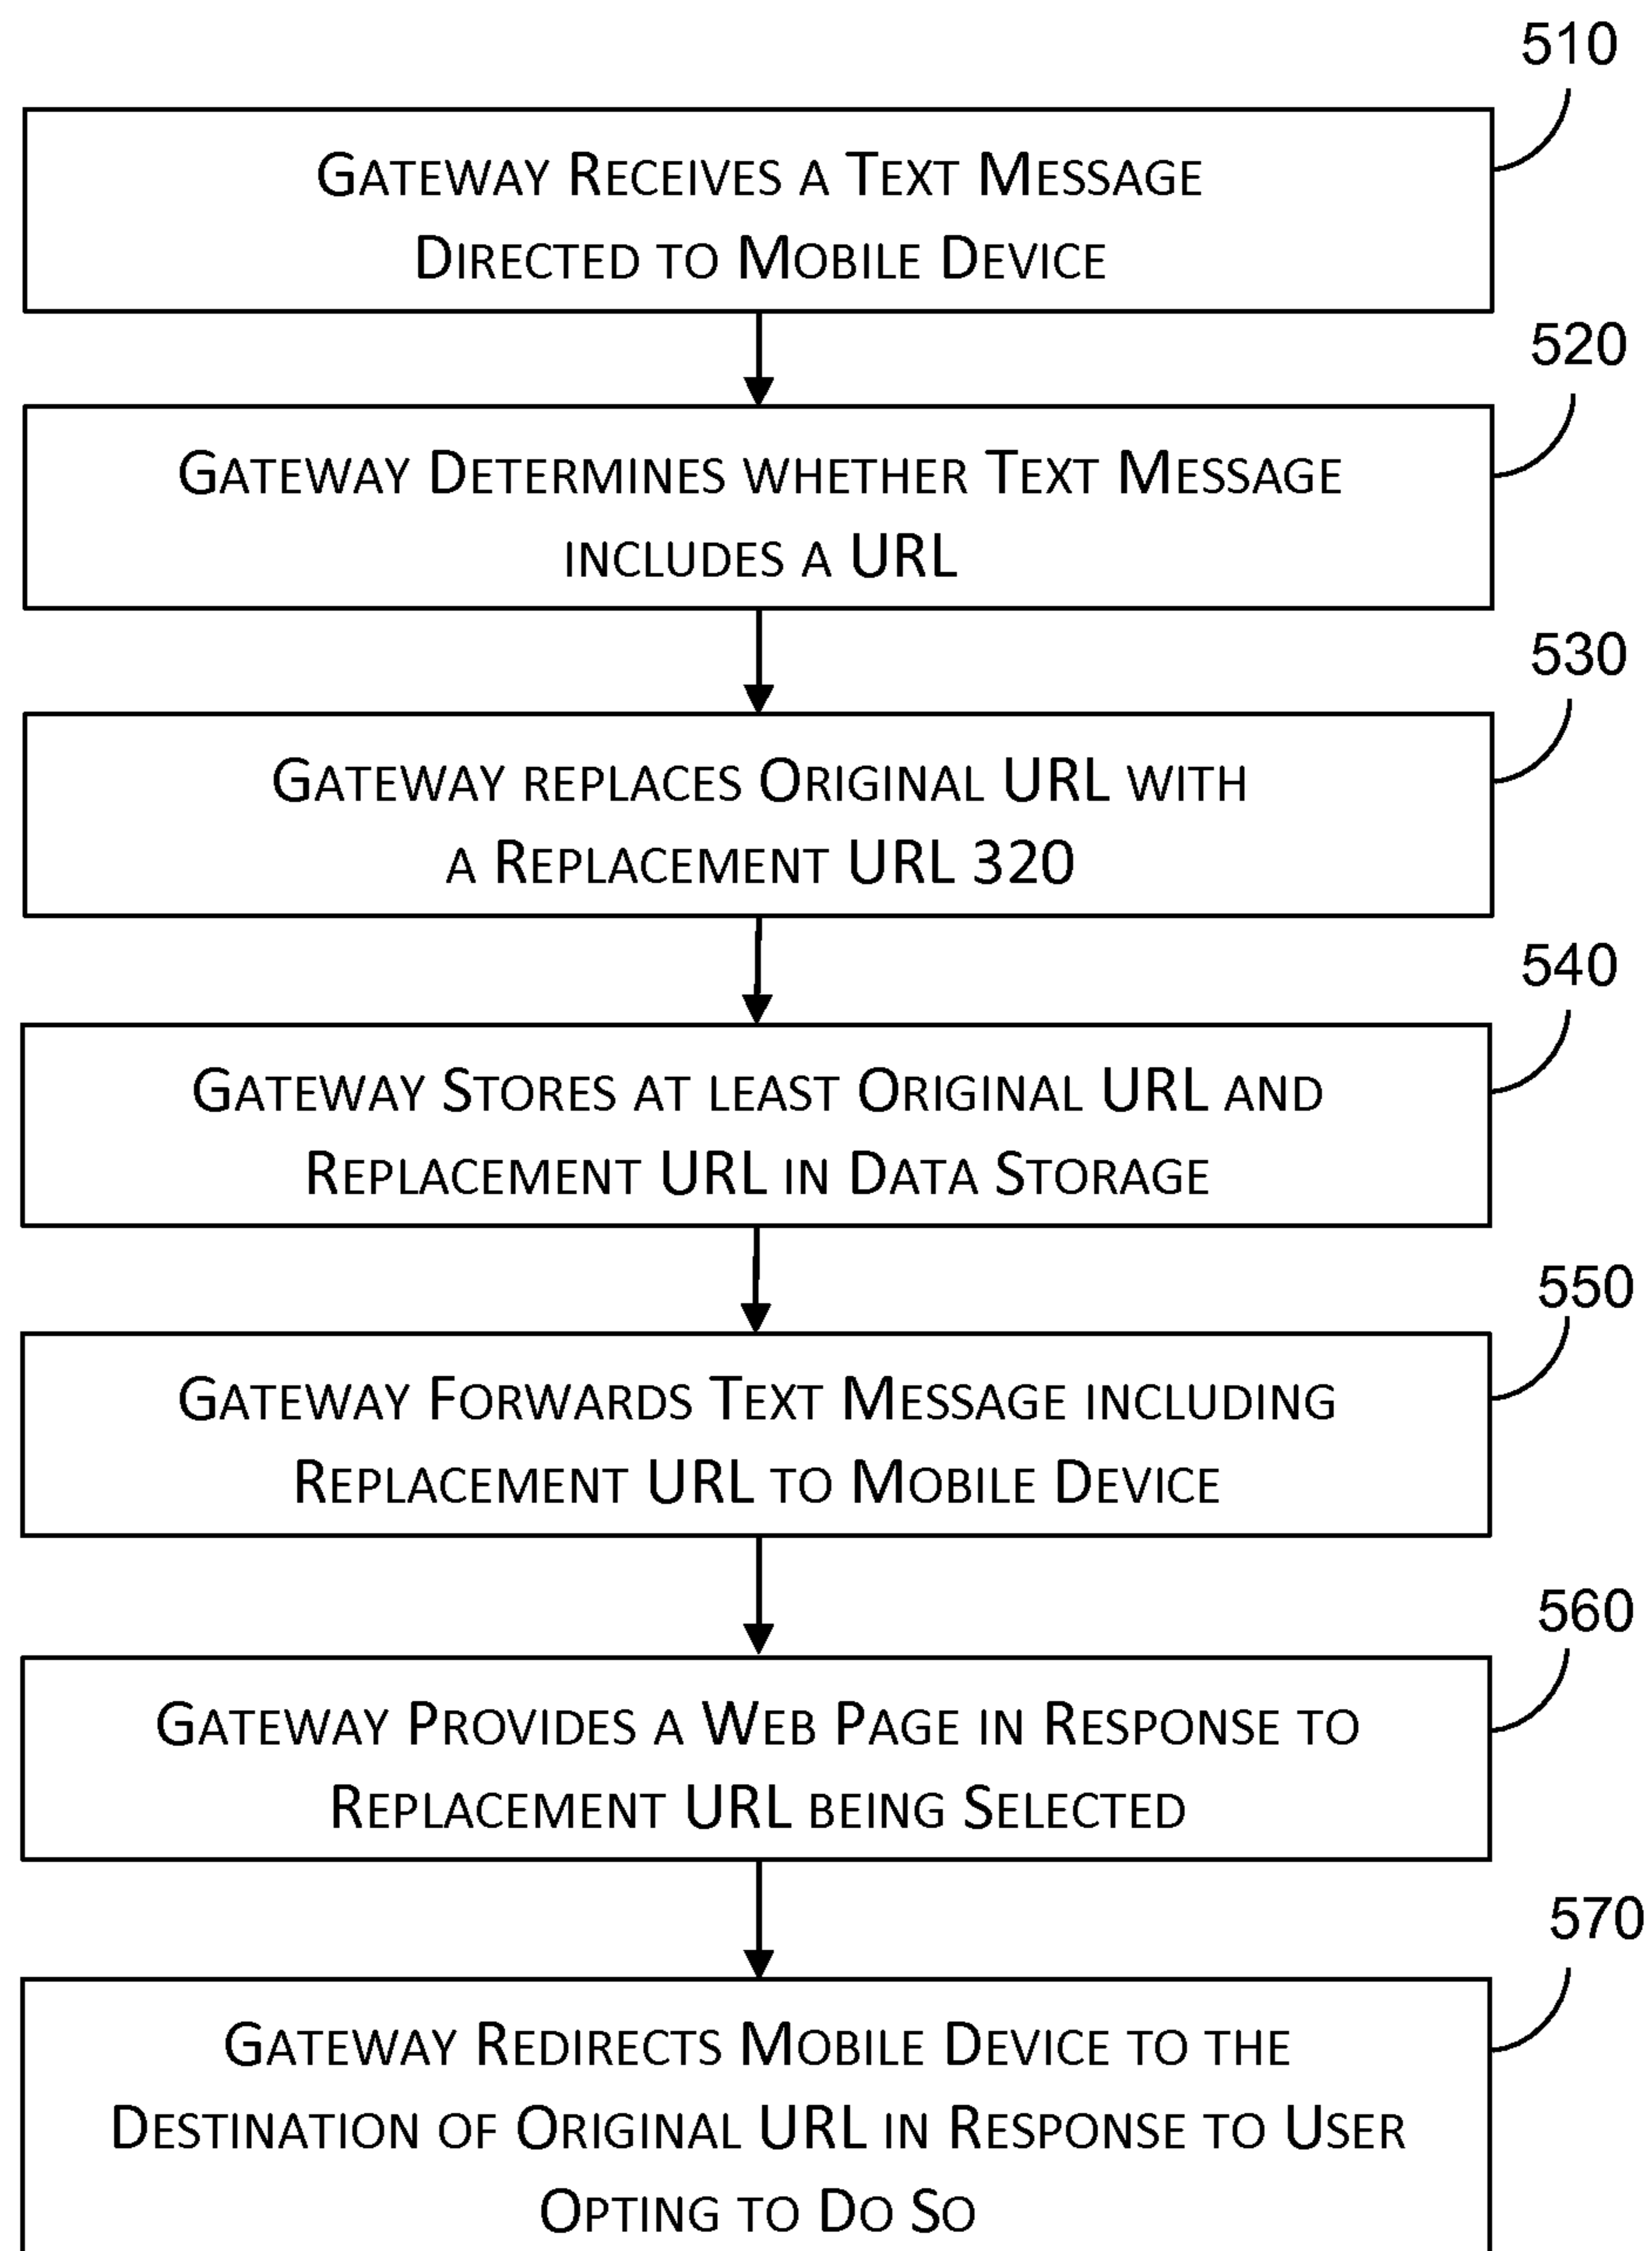 510
Gateway Receives a Text Message
Directed to Mobile Device
520
Gateway Determines whether Text Message
includes a URL
530
Gateway replaces Original URL with
a Replacement URL 320
540
Gateway Stores at least Original URL and
Replacement URL in Data Storage
550
Gateway Forwards Text Message including
Replacement URL to Mobile Device
560
Gateway Provides a Web Page in Response to
Replacement URL being Selected
570
Gateway Redirects Mobile Device to the
Destination of Original URL in Response to User
Opting to Do So